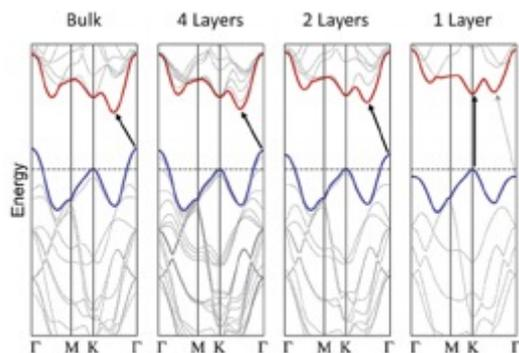 Bulk 4 Layers 2 Layers 1 Layer
Energy
Γ M K Γ Γ M K Γ Γ M K Γ Γ M K Γ